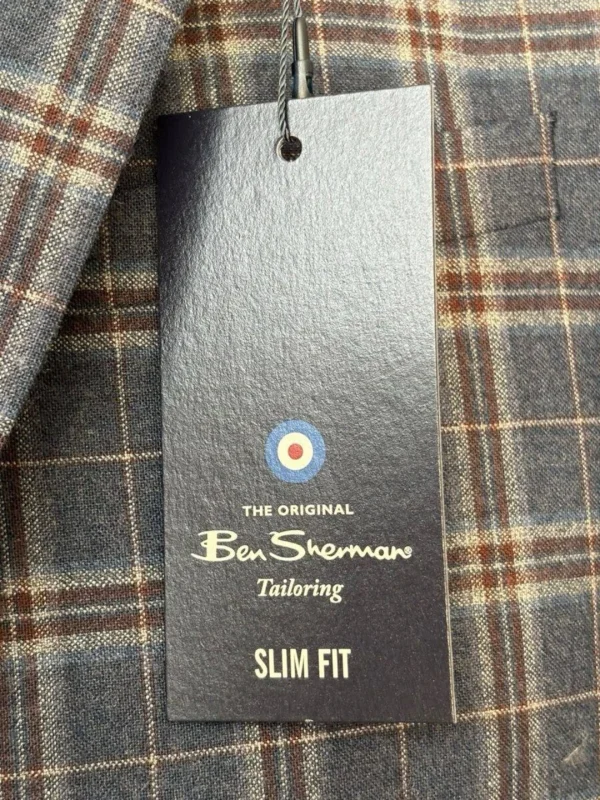 THE ORIGINAL
Ben Sherman®
Tailoring
SLIM FIT